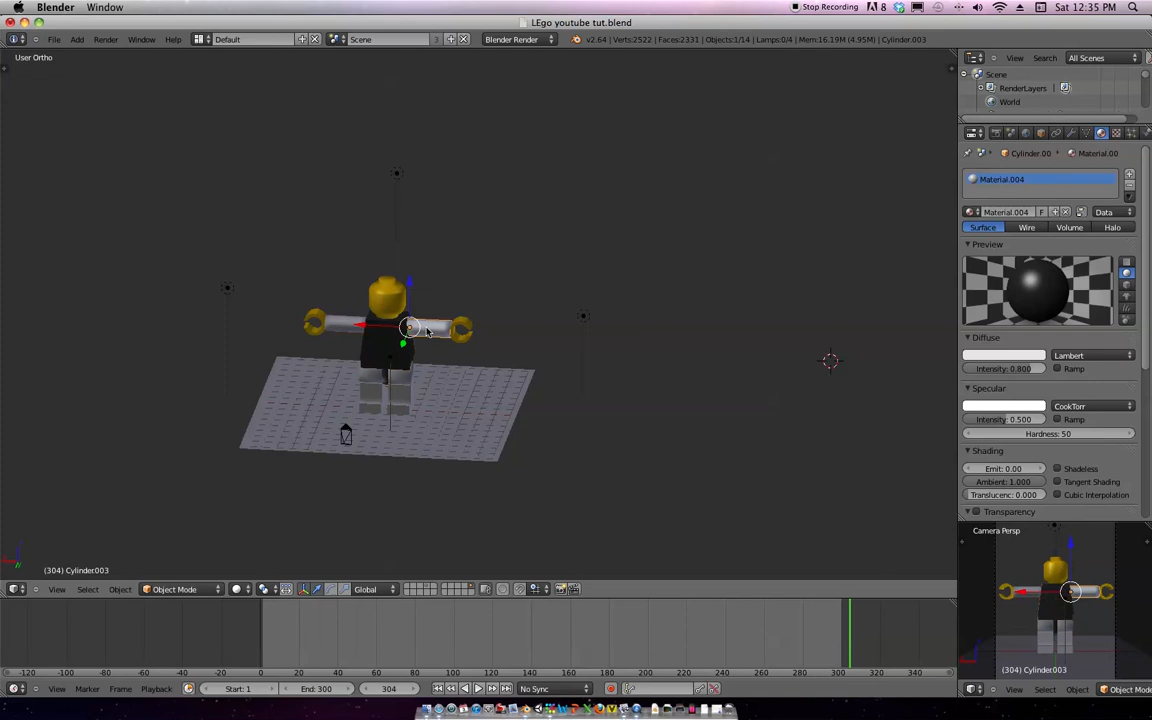 Blender Window
Stop Recording 8 Sat 12:35 PM
LEgo youtube tut.blend
File Add Render Window Help Default Scene 3 Blender Render v2.64 | Verts:2522 | Faces:2331 | Objects:1/14 | Lamps:0/4 | Mem:16.19M (4.95M) | Cylinder.003
View Search All Scenes
User Ortho
Scene
RenderLayers
World
Cylinder.00 Material.00
Material.004
Material.004 F Data
Surface Wire Volume Halo
Preview
Diffuse
Lambert
Intensity: 0.800 Ramp
Specular
CookTorr
Intensity: 0.500 Ramp
Hardness: 50
Shading
Emit: 0.00 Shadeless
Ambient: 1.000 Tangent Shading
Translucenc: 0.000 Cubic Interpolation
Transparency
Camera Persp
(304) Cylinder.003
View Select Object Object Mode Global
(304) Cylinder.003
-120 -100 -80 -60 -40 -20 0 20 40 60 80 100 120 140 160 180 200 220 240 260 280 300 320 340
View Marker Frame Playback Start: 1 End: 300 304 No Sync
View Select Object Object Mode